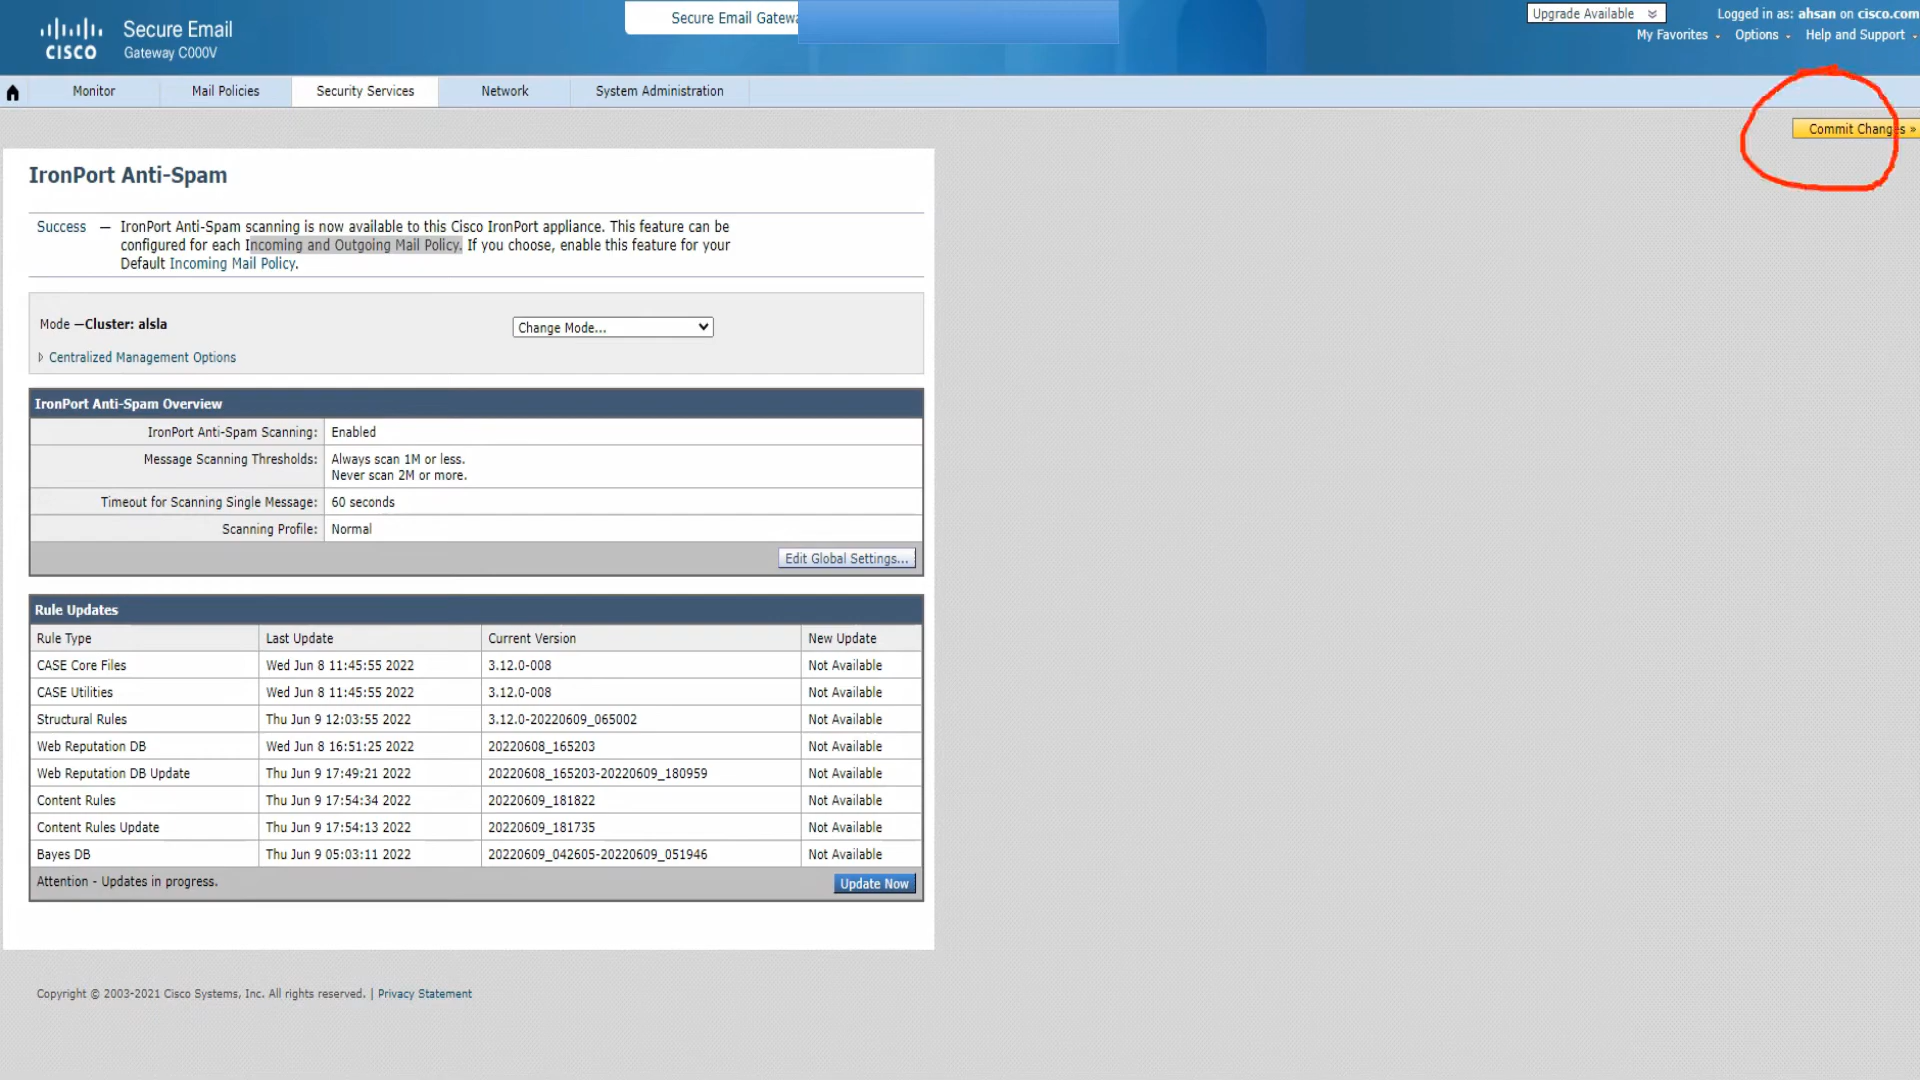 CISCO
Secure Email
Gateway C000V
Secure Email Gatewa
Upgrade Available
Logged in as: ahsan on cisco.com
My Favorites Options Help and Support
Monitor Mail Policies Security Services Network System Administration
Commit Changes »
IronPort Anti-Spam
Success — IronPort Anti-Spam scanning is now available to this Cisco IronPort appliance. This feature can be
configured for each Incoming and Outgoing Mail Policy. If you choose, enable this feature for your
Default Incoming Mail Policy.
Mode —Cluster: alsla
Change Mode...
Centralized Management Options
IronPort Anti-Spam Overview
IronPort Anti-Spam Scanning: Enabled
Message Scanning Thresholds: Always scan 1M or less.
Never scan 2M or more.
Timeout for Scanning Single Message: 60 seconds
Scanning Profile: Normal
Edit Global Settings...
Rule Updates
Rule Type Last Update Current Version New Update
CASE Core Files Wed Jun 8 11:45:55 2022 3.12.0-008 Not Available
CASE Utilities Wed Jun 8 11:45:55 2022 3.12.0-008 Not Available
Structural Rules Thu Jun 9 12:03:55 2022 3.12.0-20220609_065002 Not Available
Web Reputation DB Wed Jun 8 16:51:25 2022 20220608_165203 Not Available
Web Reputation DB Update Thu Jun 9 17:49:21 2022 20220608_165203-20220609_180959 Not Available
Content Rules Thu Jun 9 17:54:34 2022 20220609_181822 Not Available
Content Rules Update Thu Jun 9 17:54:13 2022 20220609_181735 Not Available
Bayes DB Thu Jun 9 05:03:11 2022 20220609_042605-20220609_051946 Not Available
Attention - Updates in progress.
Update Now
Copyright © 2003-2021 Cisco Systems, Inc. All rights reserved. | Privacy Statement